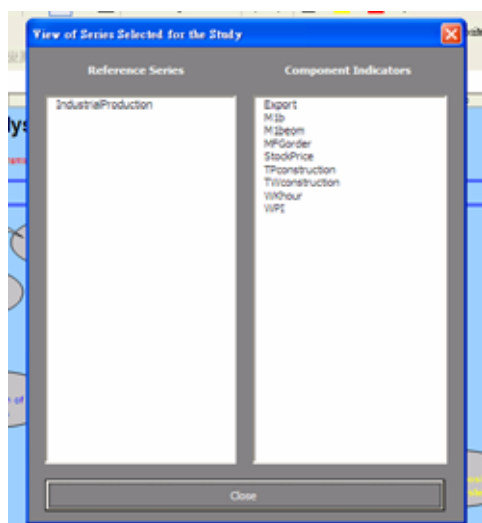 View of Series Selected for the Study
Reference Series
Component Indicators
IndustrialProduction
Export
M1b
M1beom
MFGorder
StockPrice
TPconstruction
TWconstruction
WKhour
WPI
Close